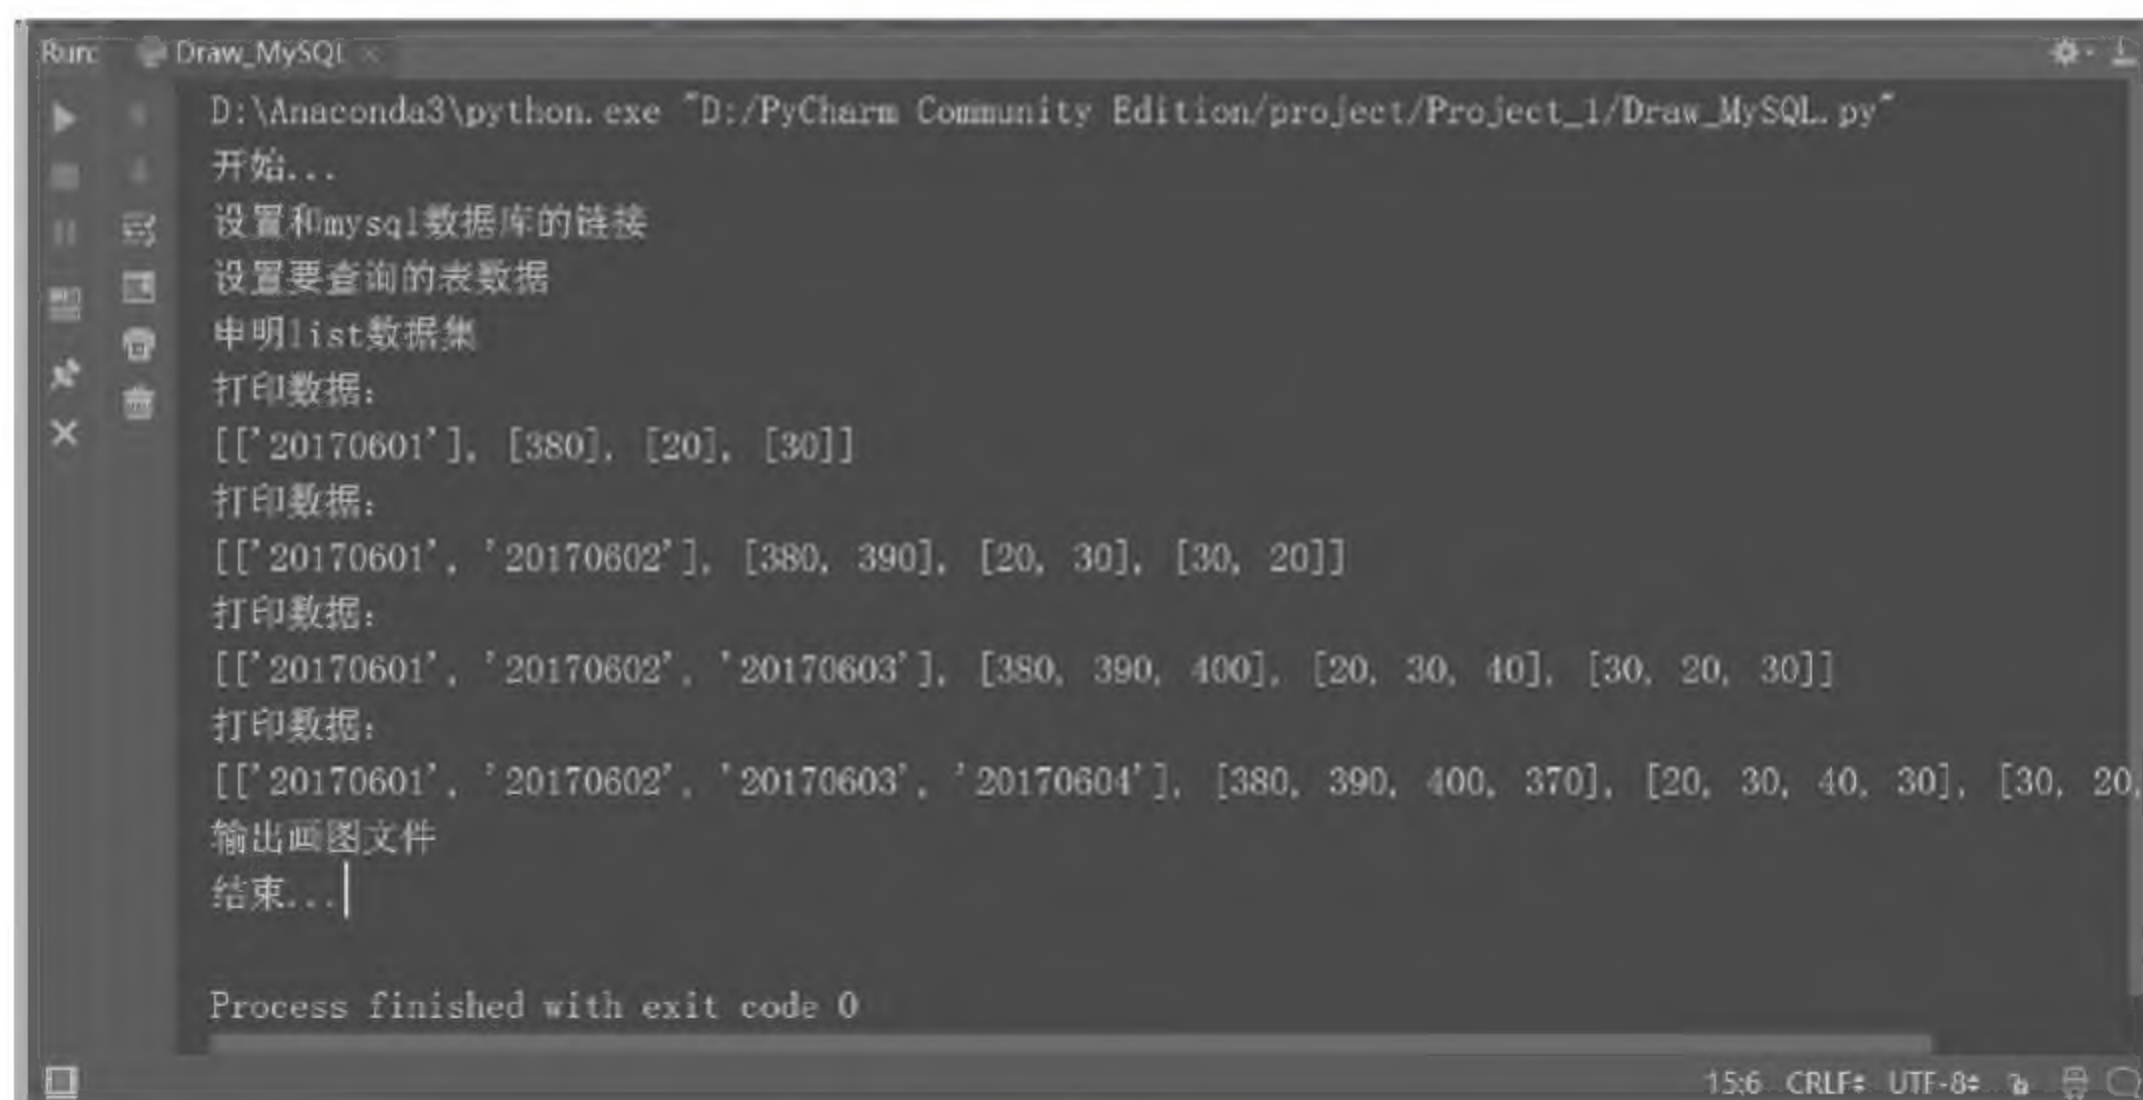 Run: Draw_MySQL ×
D:\Anaconda3\python.exe "D:/PyCharm Community Edition/project/Project_1/Draw_MySQL.py"
开始...
设置和mysql数据库的链接
设置要查询的表数据
申明list数据集
打印数据:
[['20170601'], [380], [20], [30]]
打印数据:
[['20170601', '20170602'], [380, 390], [20, 30], [30, 20]]
打印数据:
[['20170601', '20170602', '20170603'], [380, 390, 400], [20, 30, 40], [30, 20, 30]]
打印数据:
[['20170601', '20170602', '20170603', '20170604'], [380, 390, 400, 370], [20, 30, 40, 30], [30, 20,
输出画图文件
结束...
Process finished with exit code 0
15:6 CRLF UTF-8